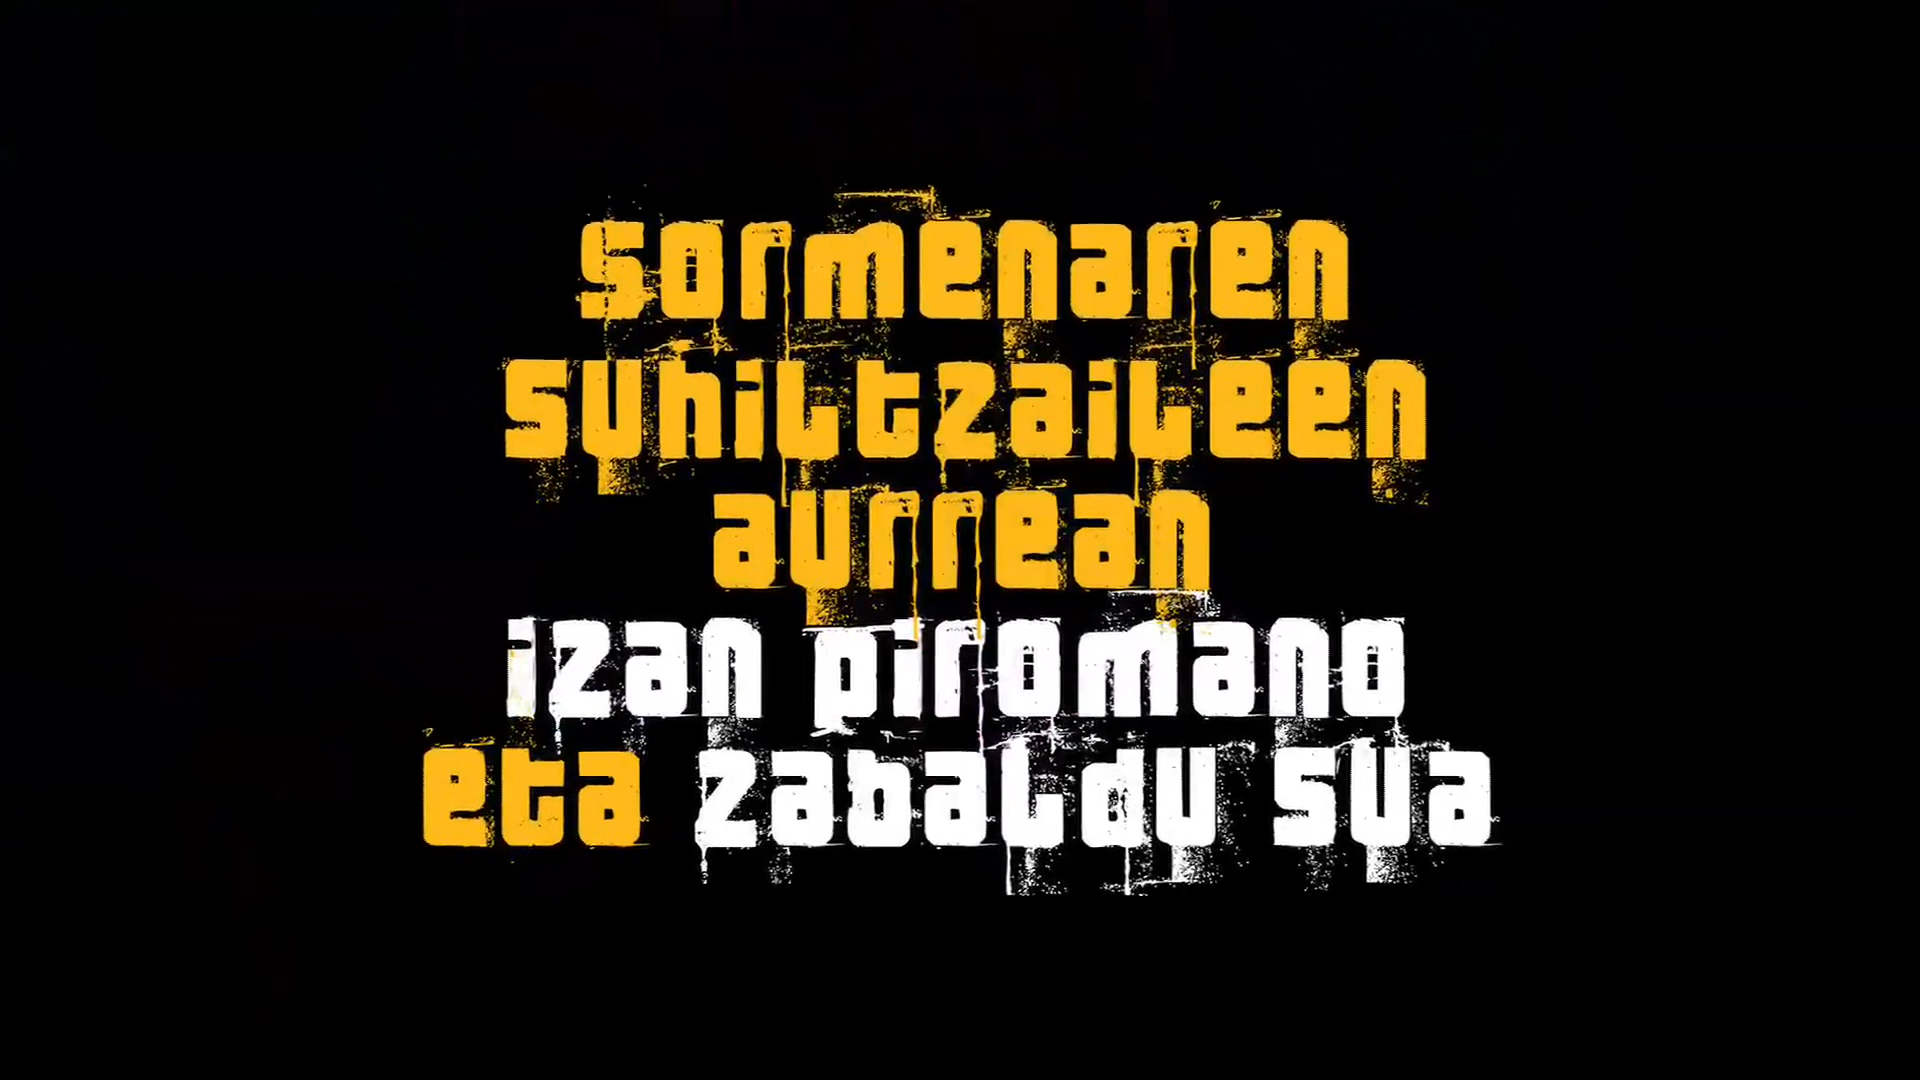 sormenaren
suhiltzaileen
aurrean
izan piromano
eta zabaldu sua